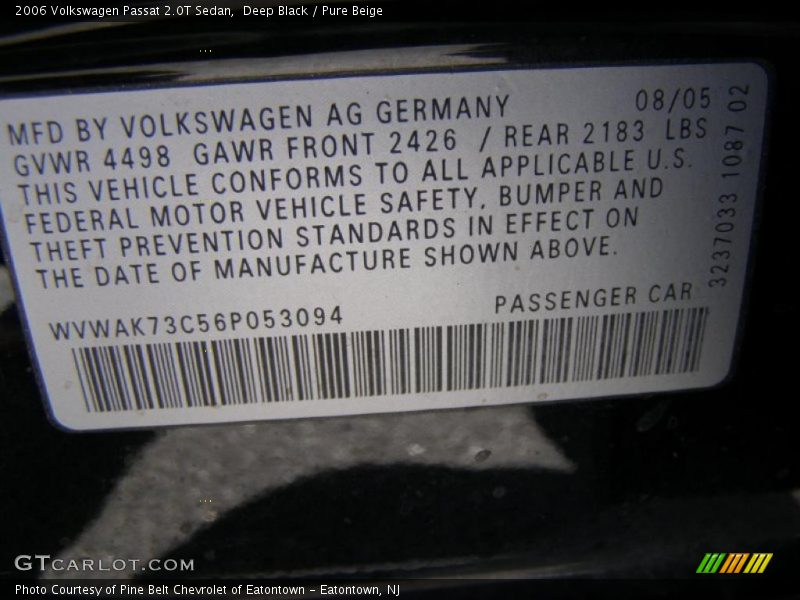 2006 Volkswagen Passat 2.0T Sedan,  Deep Black / Pure Beige
MFD BY VOLKSWAGEN AG GERMANY 08/05
GVWR 4498 GAWR FRONT 2426 / REAR 2183 LBS
THIS VEHICLE CONFORMS TO ALL APPLICABLE U.S.
FEDERAL MOTOR VEHICLE SAFETY, BUMPER AND
THEFT PREVENTION STANDARDS IN EFFECT ON
THE DATE OF MANUFACTURE SHOWN ABOVE.
3237033 1087 02
WVWAK73C56P053094 PASSENGER CAR
GTCARLOT.COM
Photo Courtesy of Pine Belt Chevrolet of Eatontown – Eatontown, NJ